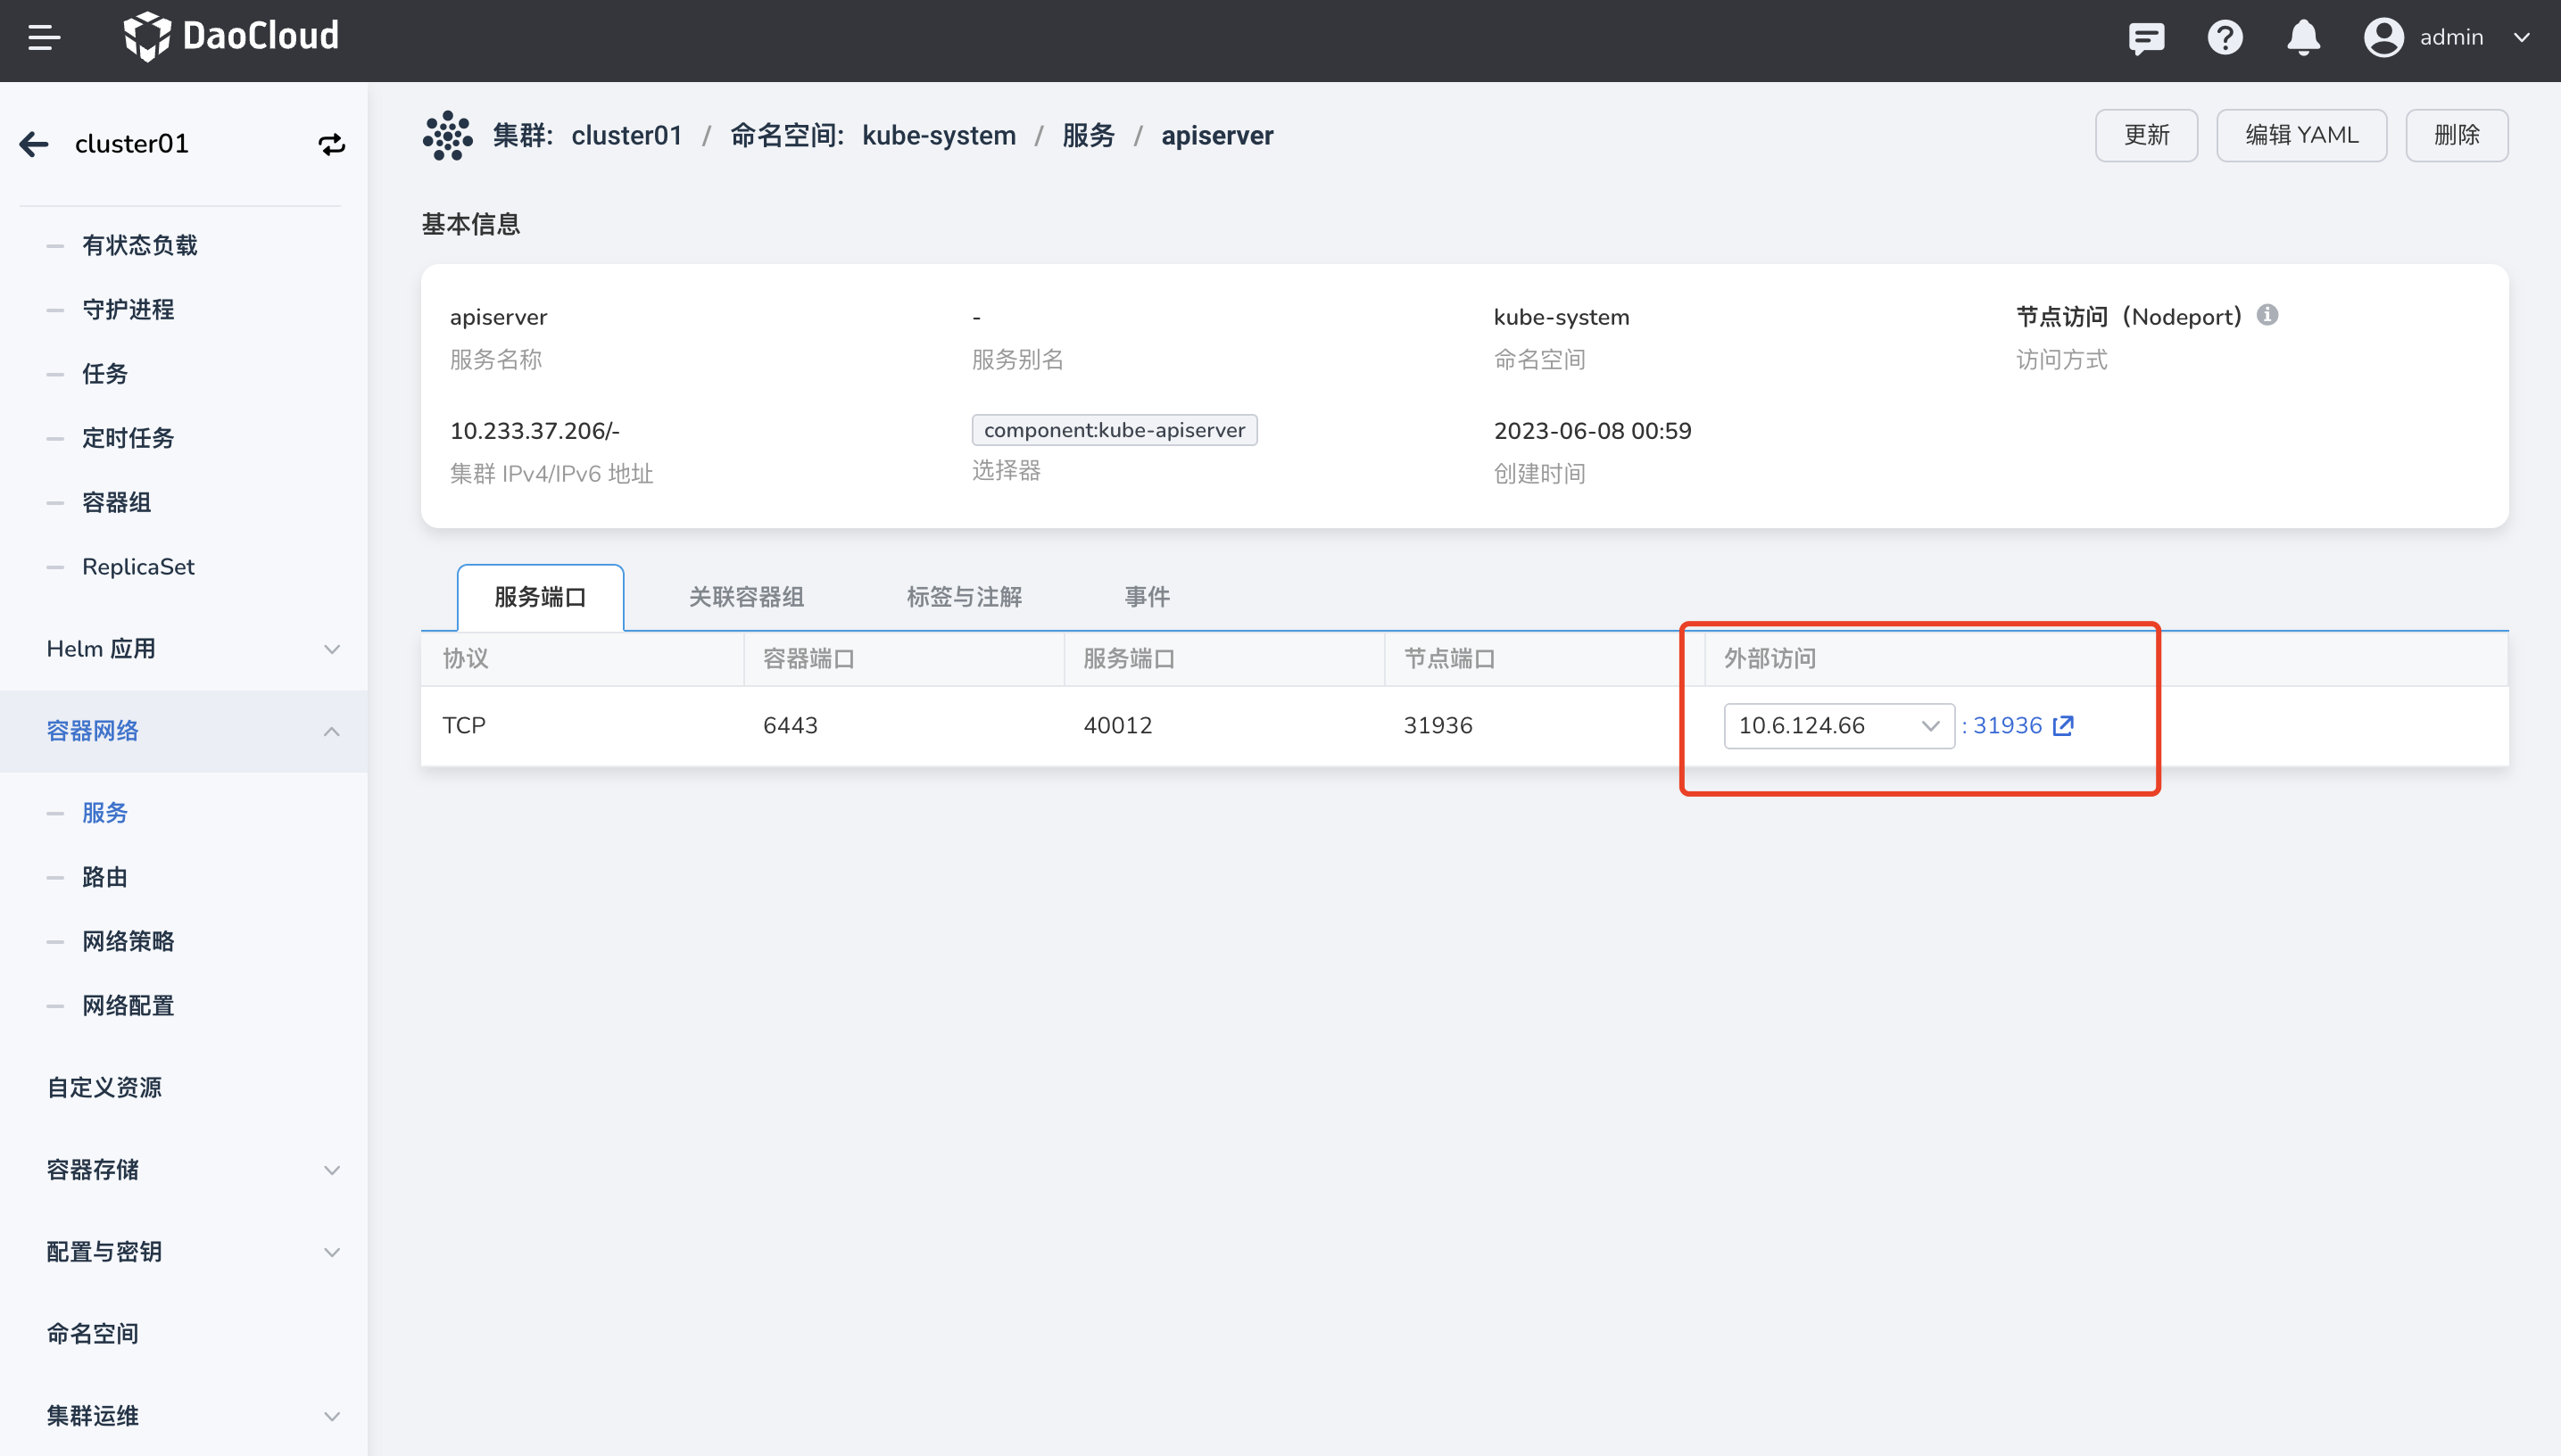 DaoCloud
admin
cluster01
有状态负载
守护进程
任务
定时任务
容器组
ReplicaSet
Helm 应用
容器网络
服务
路由
网络策略
网络配置
自定义资源
容器存储
配置与密钥
命名空间
集群运维
集群: cluster01 / 命名空间: kube-system / 服务 / apiserver
更新
编辑 YAML
删除
基本信息
apiserver
服务名称
-
服务别名
kube-system
命名空间
节点访问（Nodeport）
访问方式
10.233.37.206/-
集群 IPv4/IPv6 地址
component:kube-apiserver
选择器
2023-06-08 00:59
创建时间
服务端口 关联容器组 标签与注解 事件
协议 容器端口 服务端口 节点端口 外部访问
TCP 6443 40012 31936 10.6.124.66 : 31936